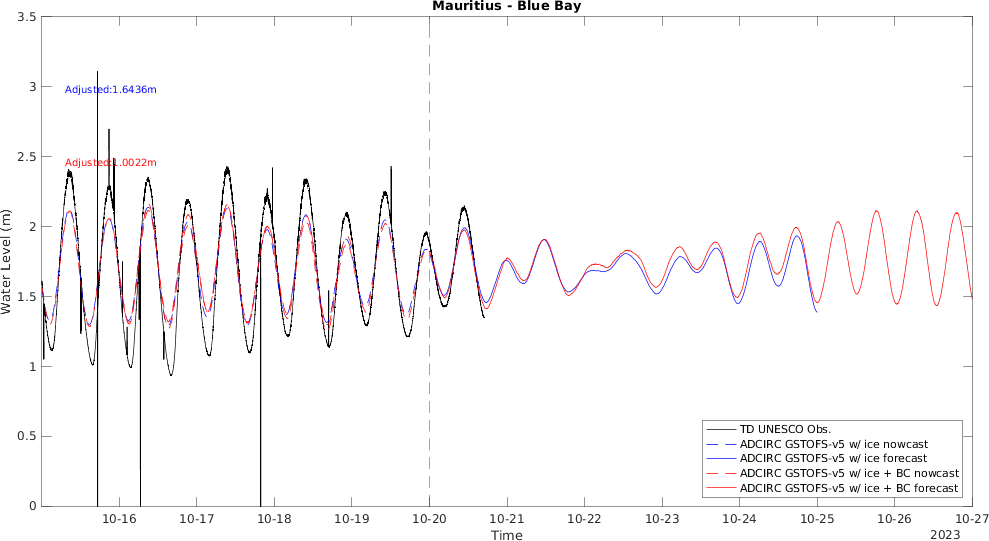 Mauritius - Blue Bay
3.5
3
2.5
2
1.5
1
0.5
0
Water Level (m)
Adjusted:1.6436m
Adjusted:1.0022m
TD UNESCO Obs.
ADCIRC GSTOFS-v5 w/ ice nowcast
ADCIRC GSTOFS-v5 w/ ice forecast
ADCIRC GSTOFS-v5 w/ ice + BC nowcast
ADCIRC GSTOFS-v5 w/ ice + BC forecast
10-16 10-17 10-18 10-19 10-20 10-21 10-22 10-23 10-24 10-25 10-26 10-27
Time
2023